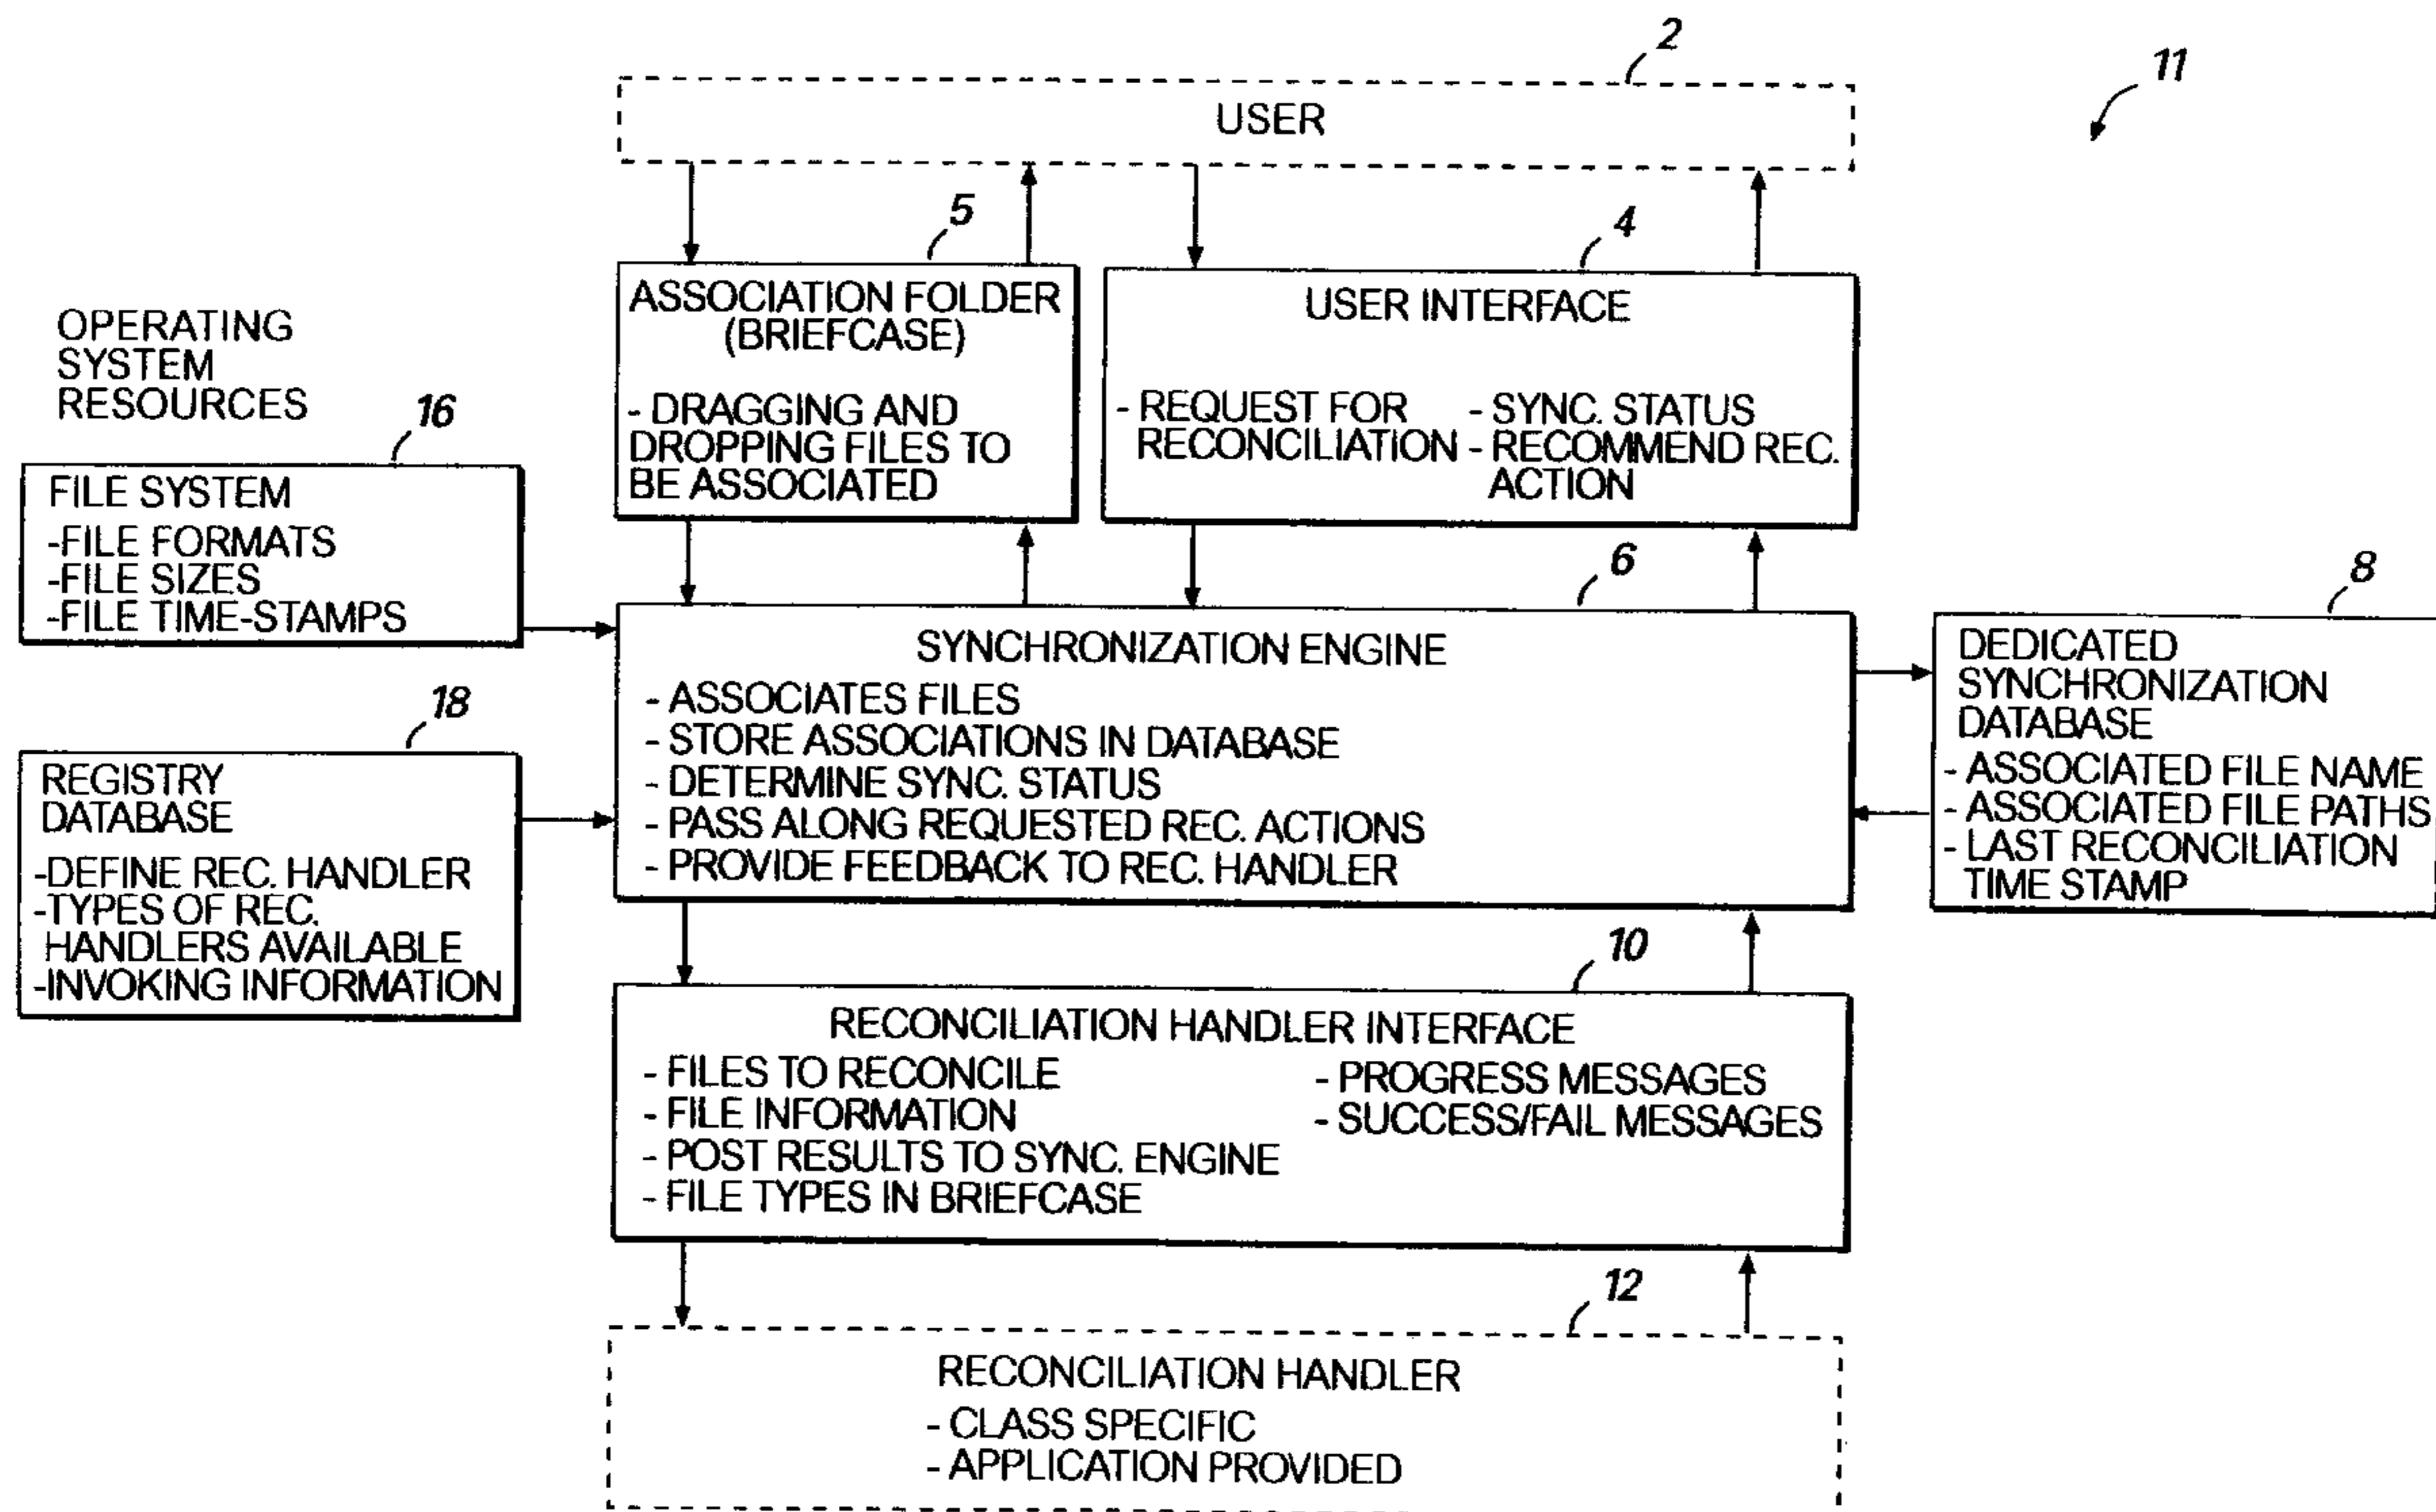 2
11
USER
5
4
ASSOCIATION FOLDER
(BRIEFCASE)
- DRAGGING AND
DROPPING FILES TO
BE ASSOCIATED
USER INTERFACE
- REQUEST FOR
RECONCILIATION
- SYNC. STATUS
- RECOMMEND REC.
ACTION
OPERATING
SYSTEM
RESOURCES
16
FILE SYSTEM
-FILE FORMATS
-FILE SIZES
-FILE TIME-STAMPS
18
REGISTRY
DATABASE
-DEFINE REC. HANDLER
-TYPES OF REC.
HANDLERS AVAILABLE
-INVOKING INFORMATION
6
SYNCHRONIZATION ENGINE
- ASSOCIATES FILES
- STORE ASSOCIATIONS IN DATABASE
- DETERMINE SYNC. STATUS
- PASS ALONG REQUESTED REC. ACTIONS
- PROVIDE FEEDBACK TO REC. HANDLER
8
DEDICATED
SYNCHRONIZATION
DATABASE
- ASSOCIATED FILE NAME
- ASSOCIATED FILE PATHS
- LAST RECONCILIATION
TIME STAMP
10
RECONCILIATION HANDLER INTERFACE
- FILES TO RECONCILE
- FILE INFORMATION
- POST RESULTS TO SYNC. ENGINE
- FILE TYPES IN BRIEFCASE
- PROGRESS MESSAGES
- SUCCESS/FAIL MESSAGES
12
RECONCILIATION HANDLER
- CLASS SPECIFIC
- APPLICATION PROVIDED